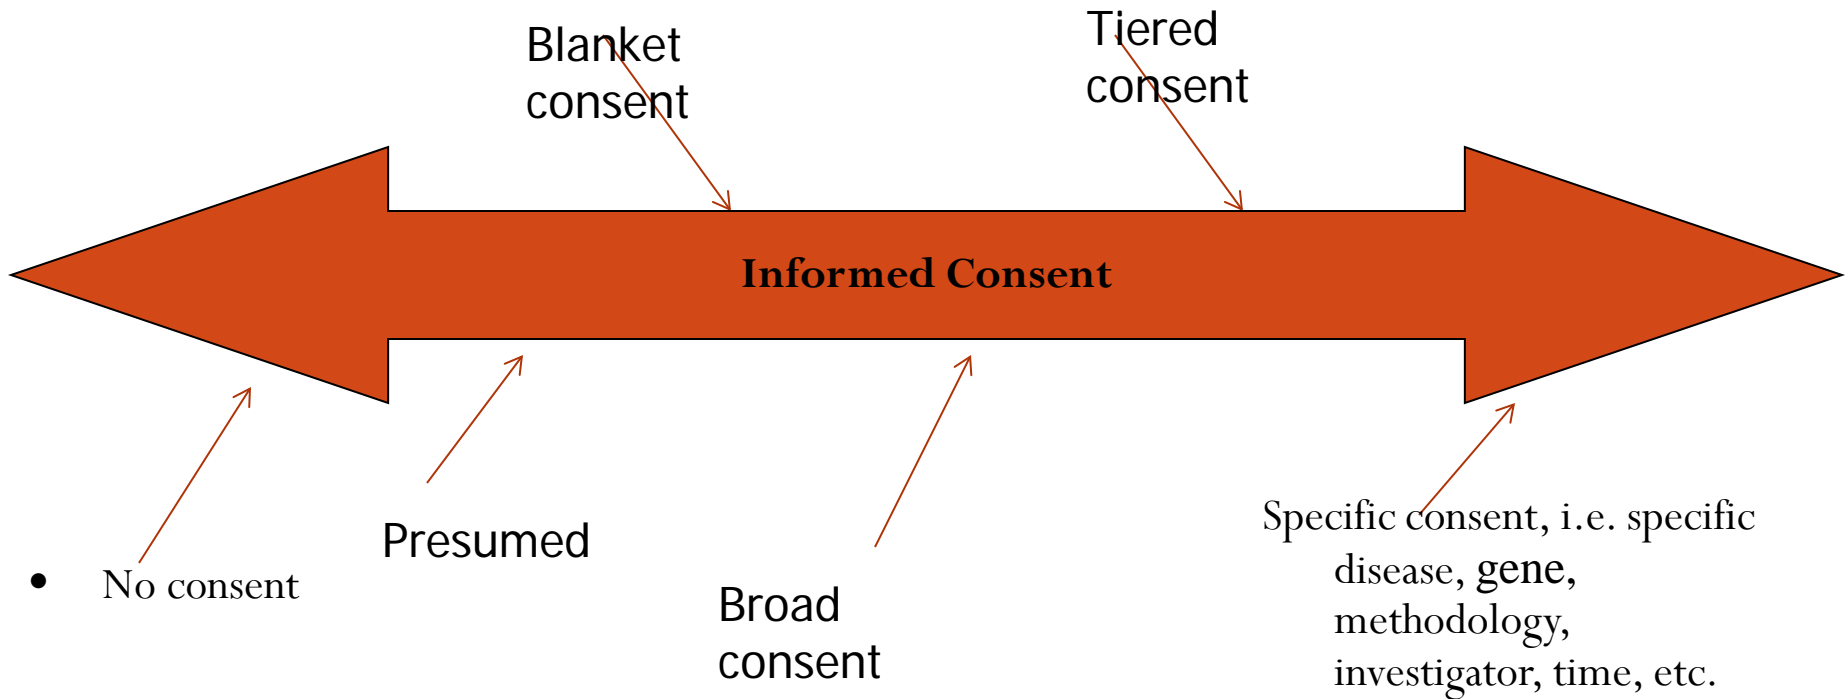 Blanket
consent
Tiered
consent
Informed Consent
• No consent
Presumed
Broad
consent
Specific consent, i.e. specific
disease, gene,
methodology,
investigator, time, etc.